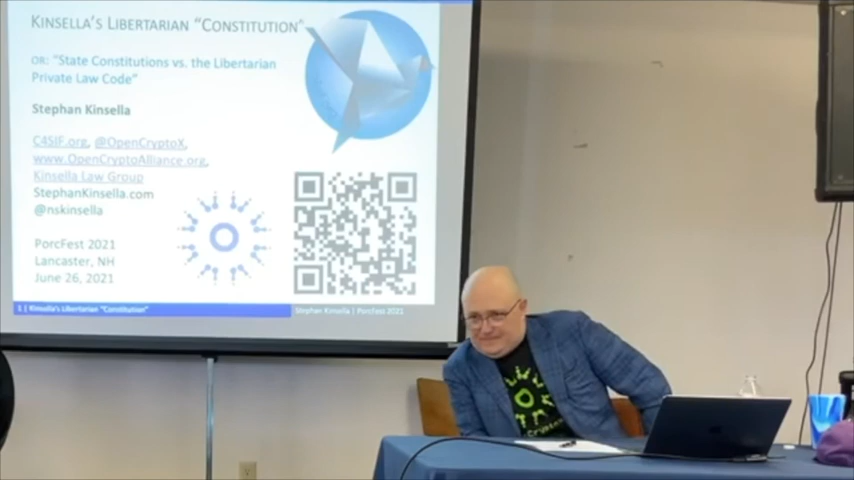 KINSELLA'S LIBERTARIAN "CONSTITUTION"
OR: "State Constitutions vs. the Libertarian
Private Law Code"
Stephan Kinsella
C4SIF.org, @OpenCryptoX,
www.OpenCryptoAlliance.org,
Kinsella Law Group
StephanKinsella.com
@nskinsella
PorcFest 2021
Lancaster, NH
June 26, 2021
1 | Kinsella's Libertarian "Constitution"
Stephan Kinsella | PorcFest 2021